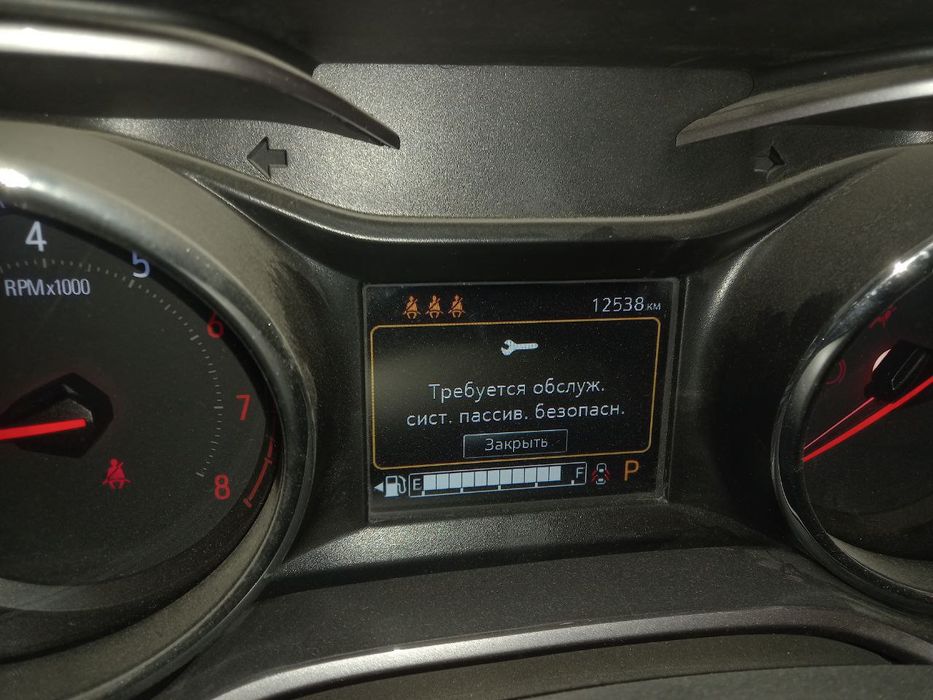 4
5
RPMx1000
6
7
8
12538 км
Требуется обслуж.
сист. пассив. безопасн.
Закрыть
E F P